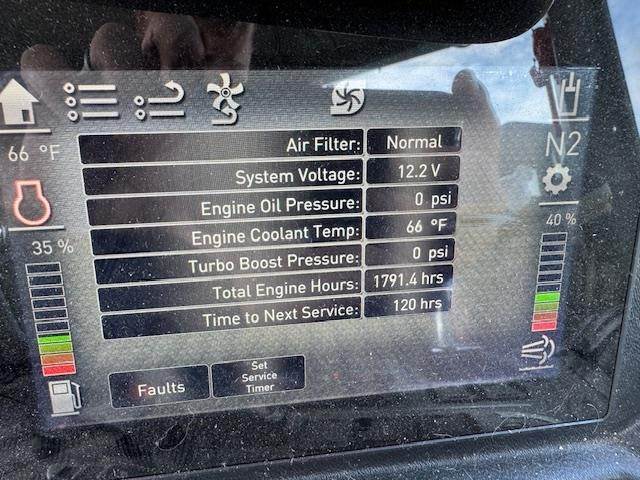 66 °F
N2
35 %
40 %
Air Filter: Normal
System Voltage: 12.2 V
Engine Oil Pressure: 0 psi
Engine Coolant Temp: 66 °F
Turbo Boost Pressure: 0 psi
Total Engine Hours: 1791.4 hrs
Time to Next Service: 120 hrs
Faults
Set
Service
Timer